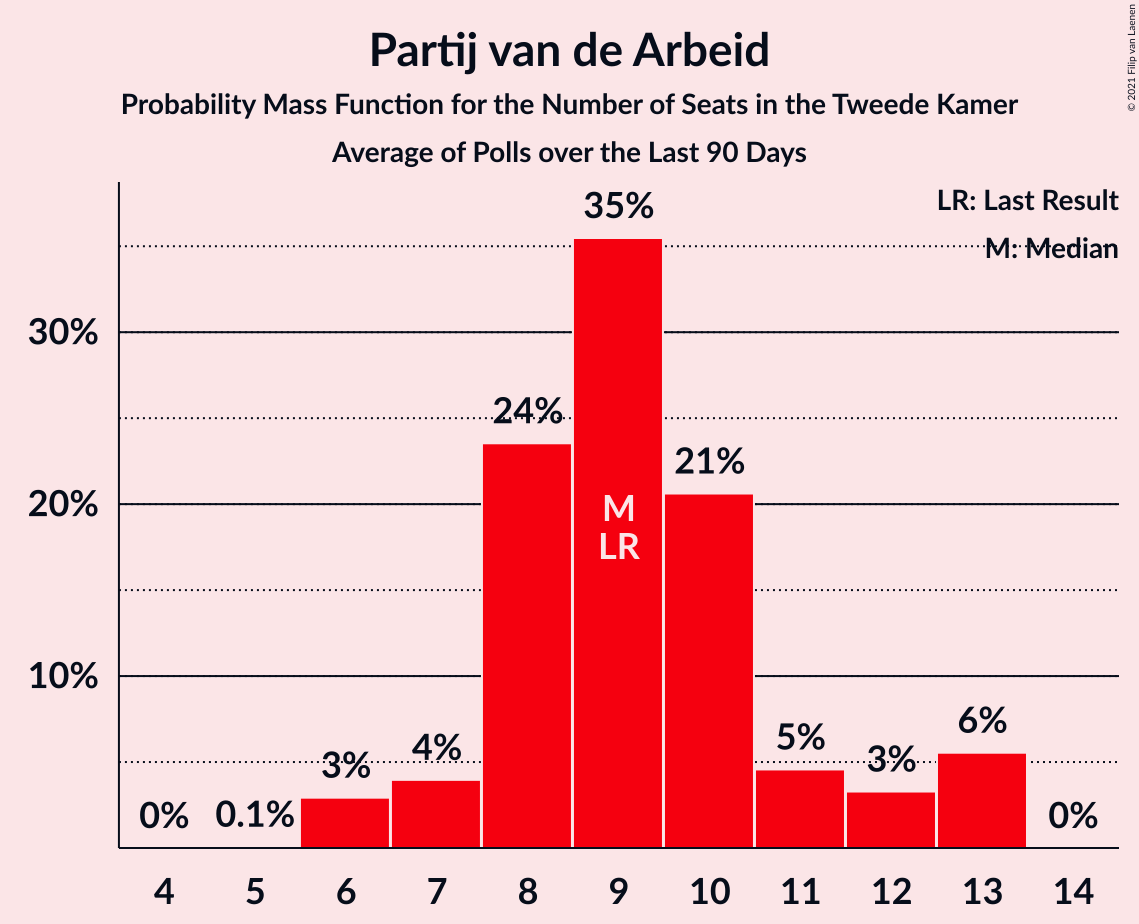 Partij van de Arbeid
Probability Mass Function for the Number of Seats in the Tweede Kamer
Average of Polls over the Last 90 Days
© 2021 Filip van Laenen
LR: Last Result
M: Median
30%
20%
10%
0%
0.1%
3%
4%
24%
35%
21%
5%
3%
6%
0%
M
LR
4 5 6 7 8 9 10 11 12 13 14